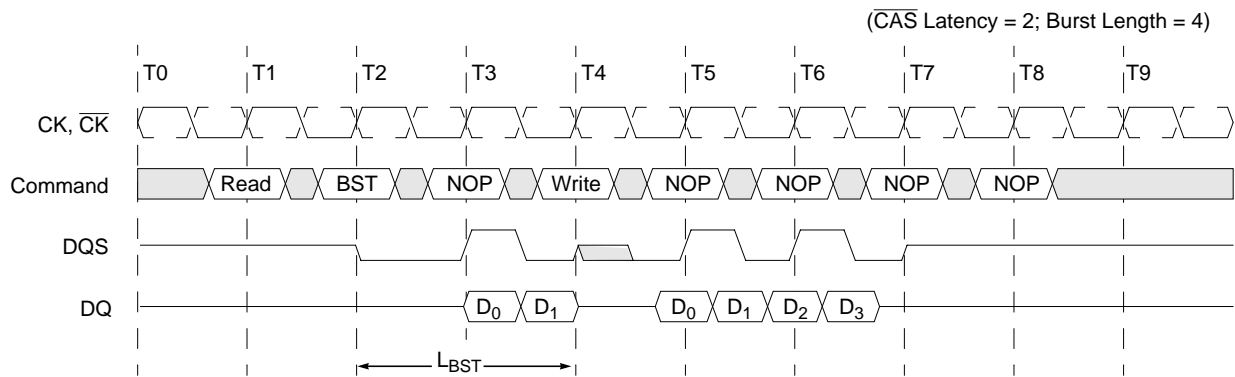 (CAS Latency = 2; Burst Length = 4)
T0 T1 T2 T3 T4 T5 T6 T7 T8 T9
CK, CK
Command Read BST NOP Write NOP NOP NOP NOP
DQS
DQ D0 D1 D0 D1 D2 D3
LBST